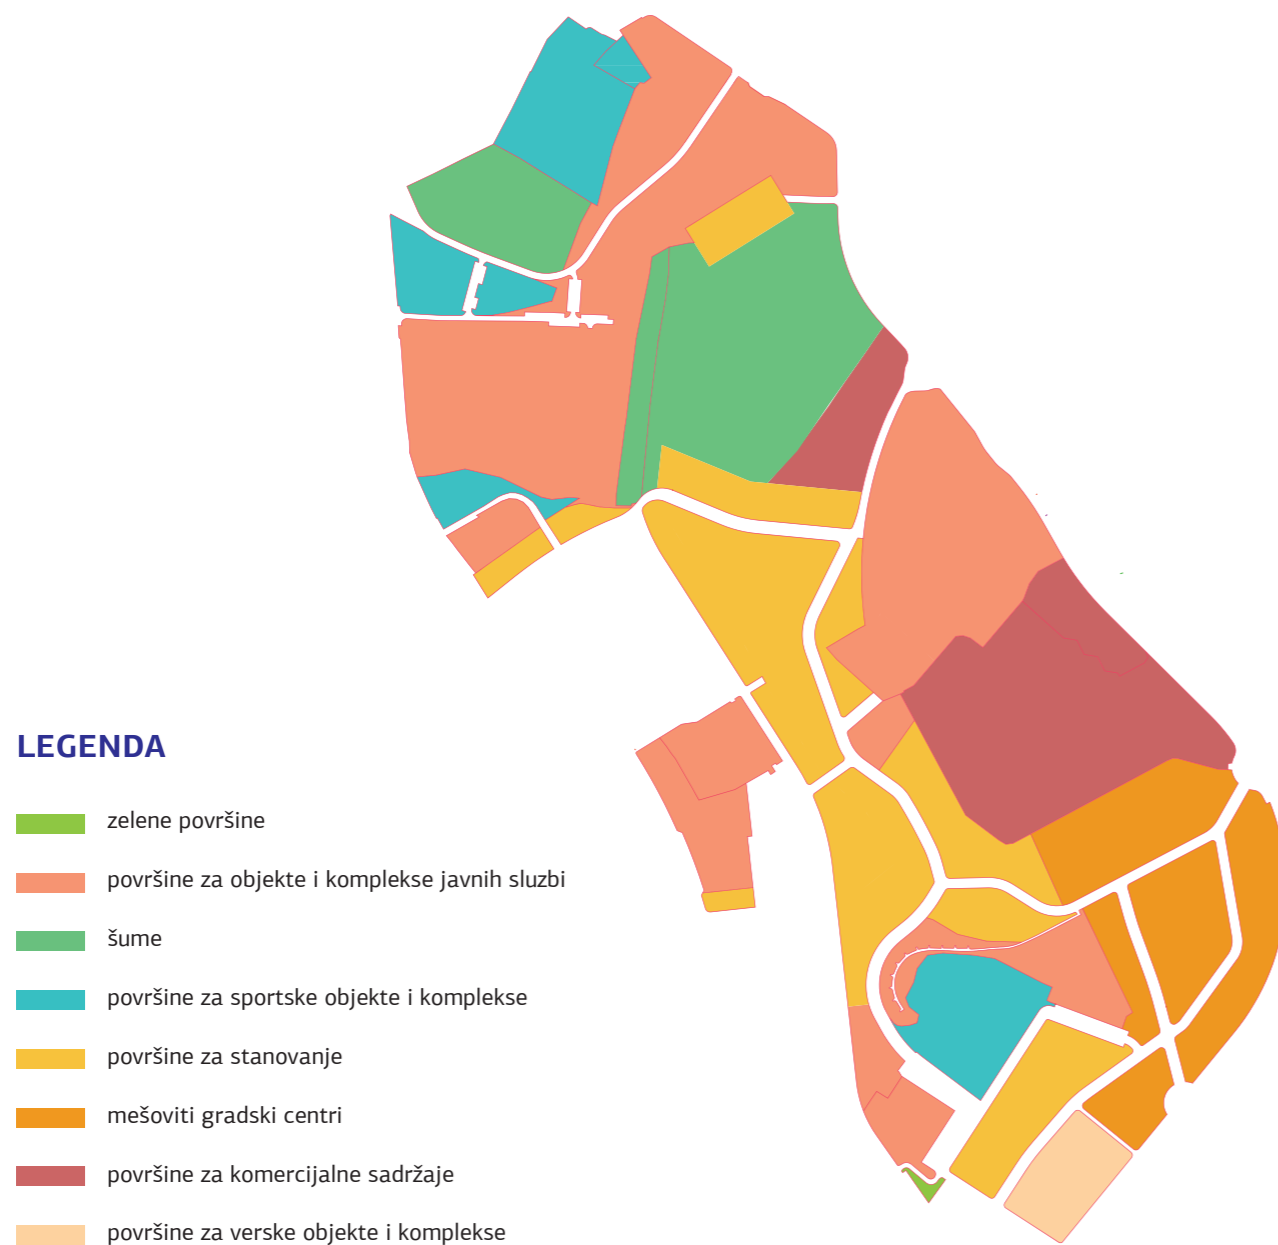 LEGENDA
zelene površine
površine za objekte i komplekse javnih sluzbi
šume
površine za sportske objekte i komplekse
površine za stanovanje
mešoviti gradski centri
površine za komercijalne sadržaje
površine za verske objekte i komplekse